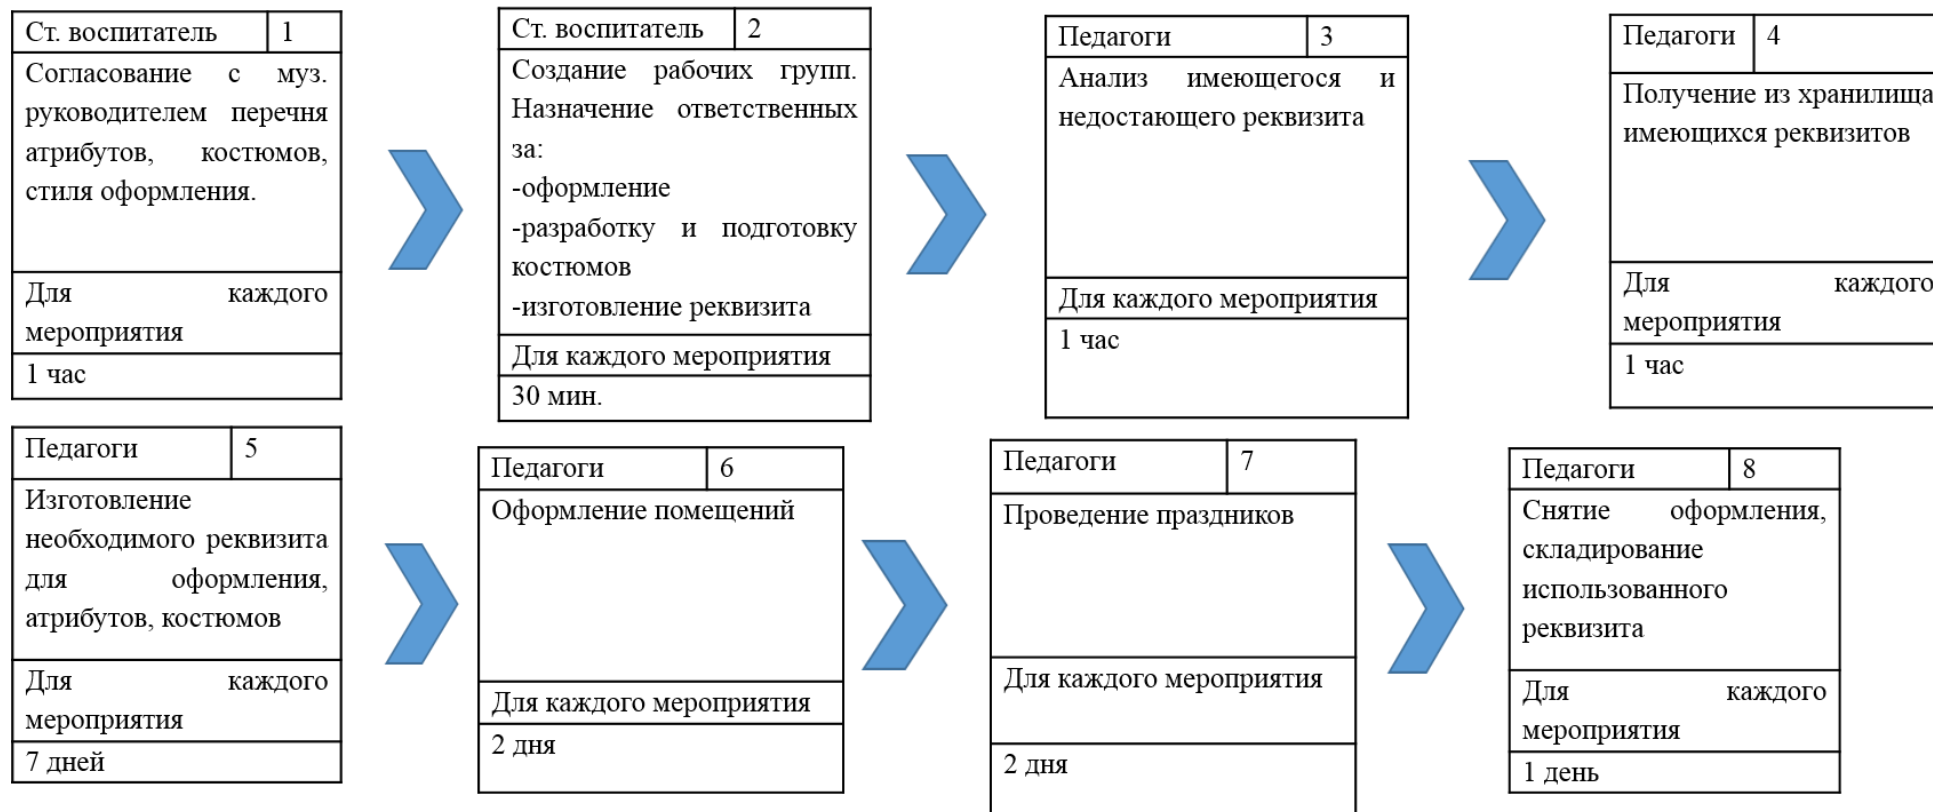 Ст. воспитатель 1
Согласование с муз.
руководителем перечня
атрибутов, костюмов,
стиля оформления.
Для каждого
мероприятия
1 час
Ст. воспитатель 2
Создание рабочих групп.
Назначение ответственных
за:
-оформление
-разработку и подготовку
костюмов
-изготовление реквизита
Для каждого мероприятия
30 мин.
Педагоги 3
Анализ имеющегося и
недостающего реквизита
Для каждого мероприятия
1 час
Педагоги 4
Получение из хранилища
имеющихся реквизитов
Для каждого
мероприятия
1 час
Педагоги 5
Изготовление
необходимого реквизита
для оформления,
атрибутов, костюмов
Для каждого
мероприятия
7 дней
Педагоги 6
Оформление помещений
Для каждого мероприятия
2 дня
Педагоги 7
Проведение праздников
Для каждого мероприятия
2 дня
Педагоги 8
Снятие оформления,
складирование
использованного
реквизита
Для каждого
мероприятия
1 день